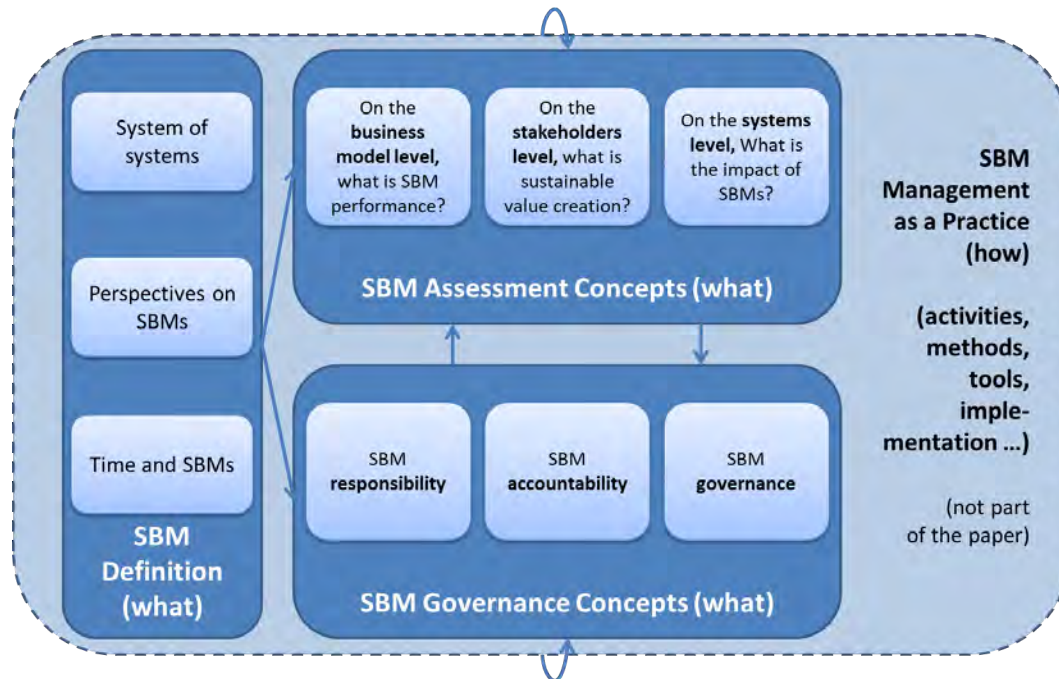 System of
systems
Perspectives on
SBMs
Time and SBMs
SBM
Definition
(what)
On the
business
model level,
what is SBM
performance?
On the
stakeholders
level, what is
sustainable
value creation?
On the systems
level, What is
the impact of
SBMs?
SBM Assessment Concepts (what)
SBM
responsibility
SBM
accountability
SBM
governance
SBM Governance Concepts (what)
SBM
Management
as a Practice
(how)
(activities,
methods,
tools,
imple-
mentation ...)
(not part
of the paper)